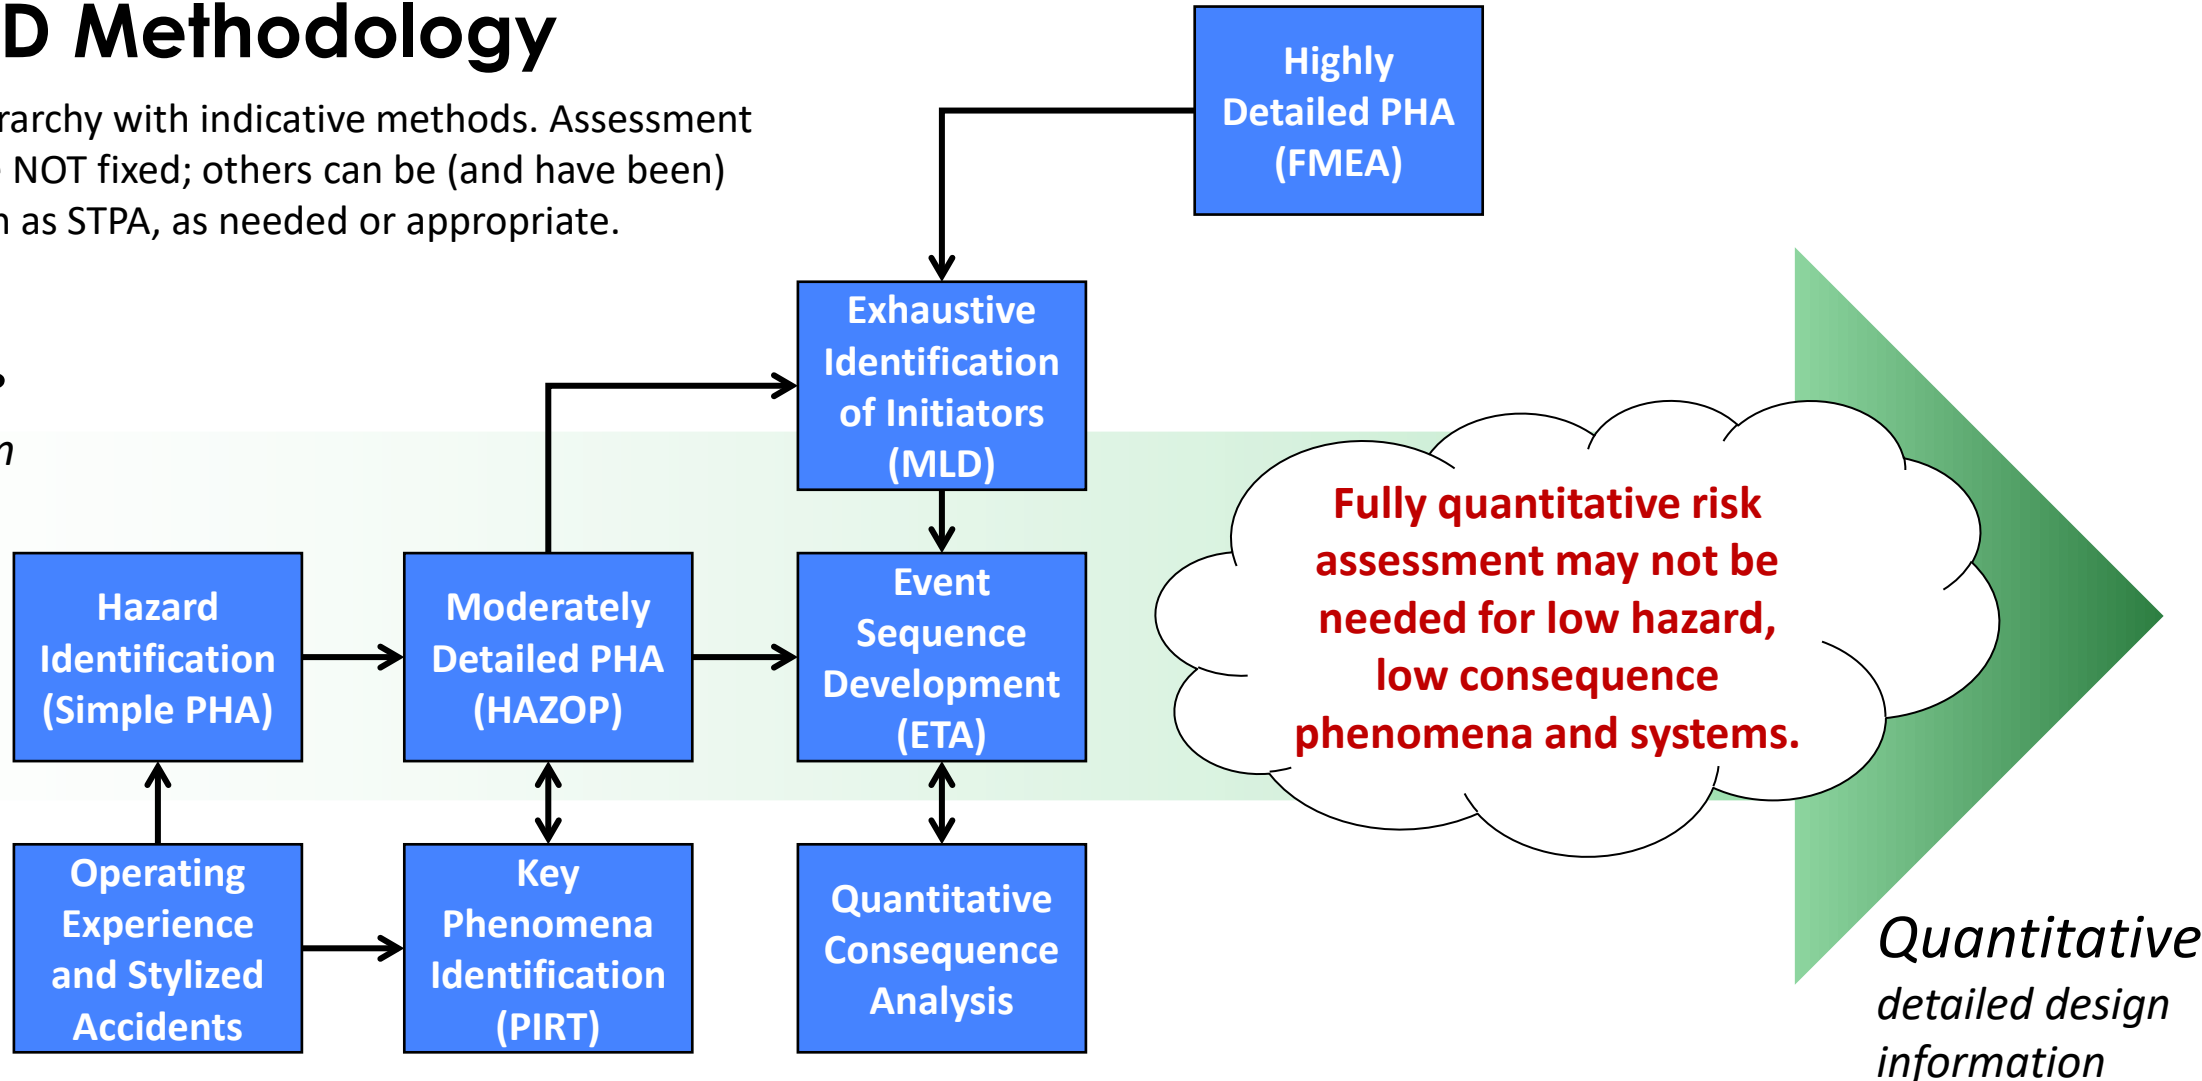 D Methodology
rarchy with indicative methods. Assessment
NOT fixed; others can be (and have been)
as STPA, as needed or appropriate.
Highly
Detailed PHA
(FMEA)
Exhaustive
Identification
of Initiators
(MLD)
Hazard
Identification
(Simple PHA)
Moderately
Detailed PHA
(HAZOP)
Event
Sequence
Development
(ETA)
Fully quantitative risk
assessment may not be
needed for low hazard,
low consequence
phenomena and systems.
Operating
Experience
and Stylized
Accidents
Key
Phenomena
Identification
(PIRT)
Quantitative
Consequence
Analysis
Quantitative
detailed design
information